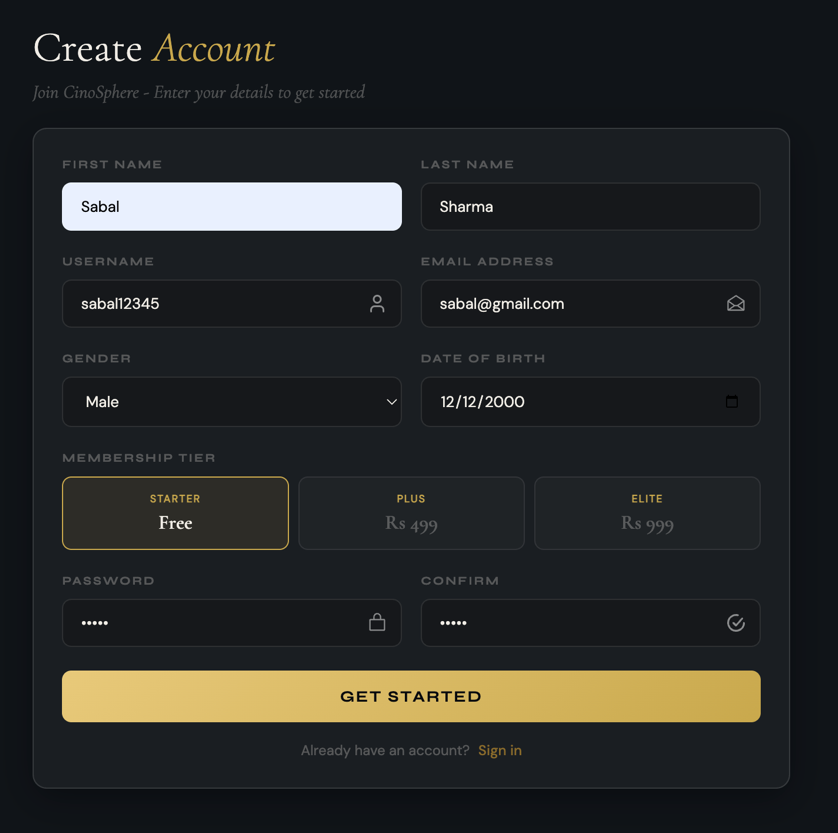 Create Account
Join CinoSphere - Enter your details to get started
FIRST NAME LAST NAME
Sabal Sharma
USERNAME EMAIL ADDRESS
sabal12345 sabal@gmail.com
GENDER DATE OF BIRTH
Male 12/12/2000
MEMBERSHIP TIER
STARTER PLUS ELITE
Free Rs 499 Rs 999
PASSWORD CONFIRM
••••• •••••
GET STARTED
Already have an account? Sign in